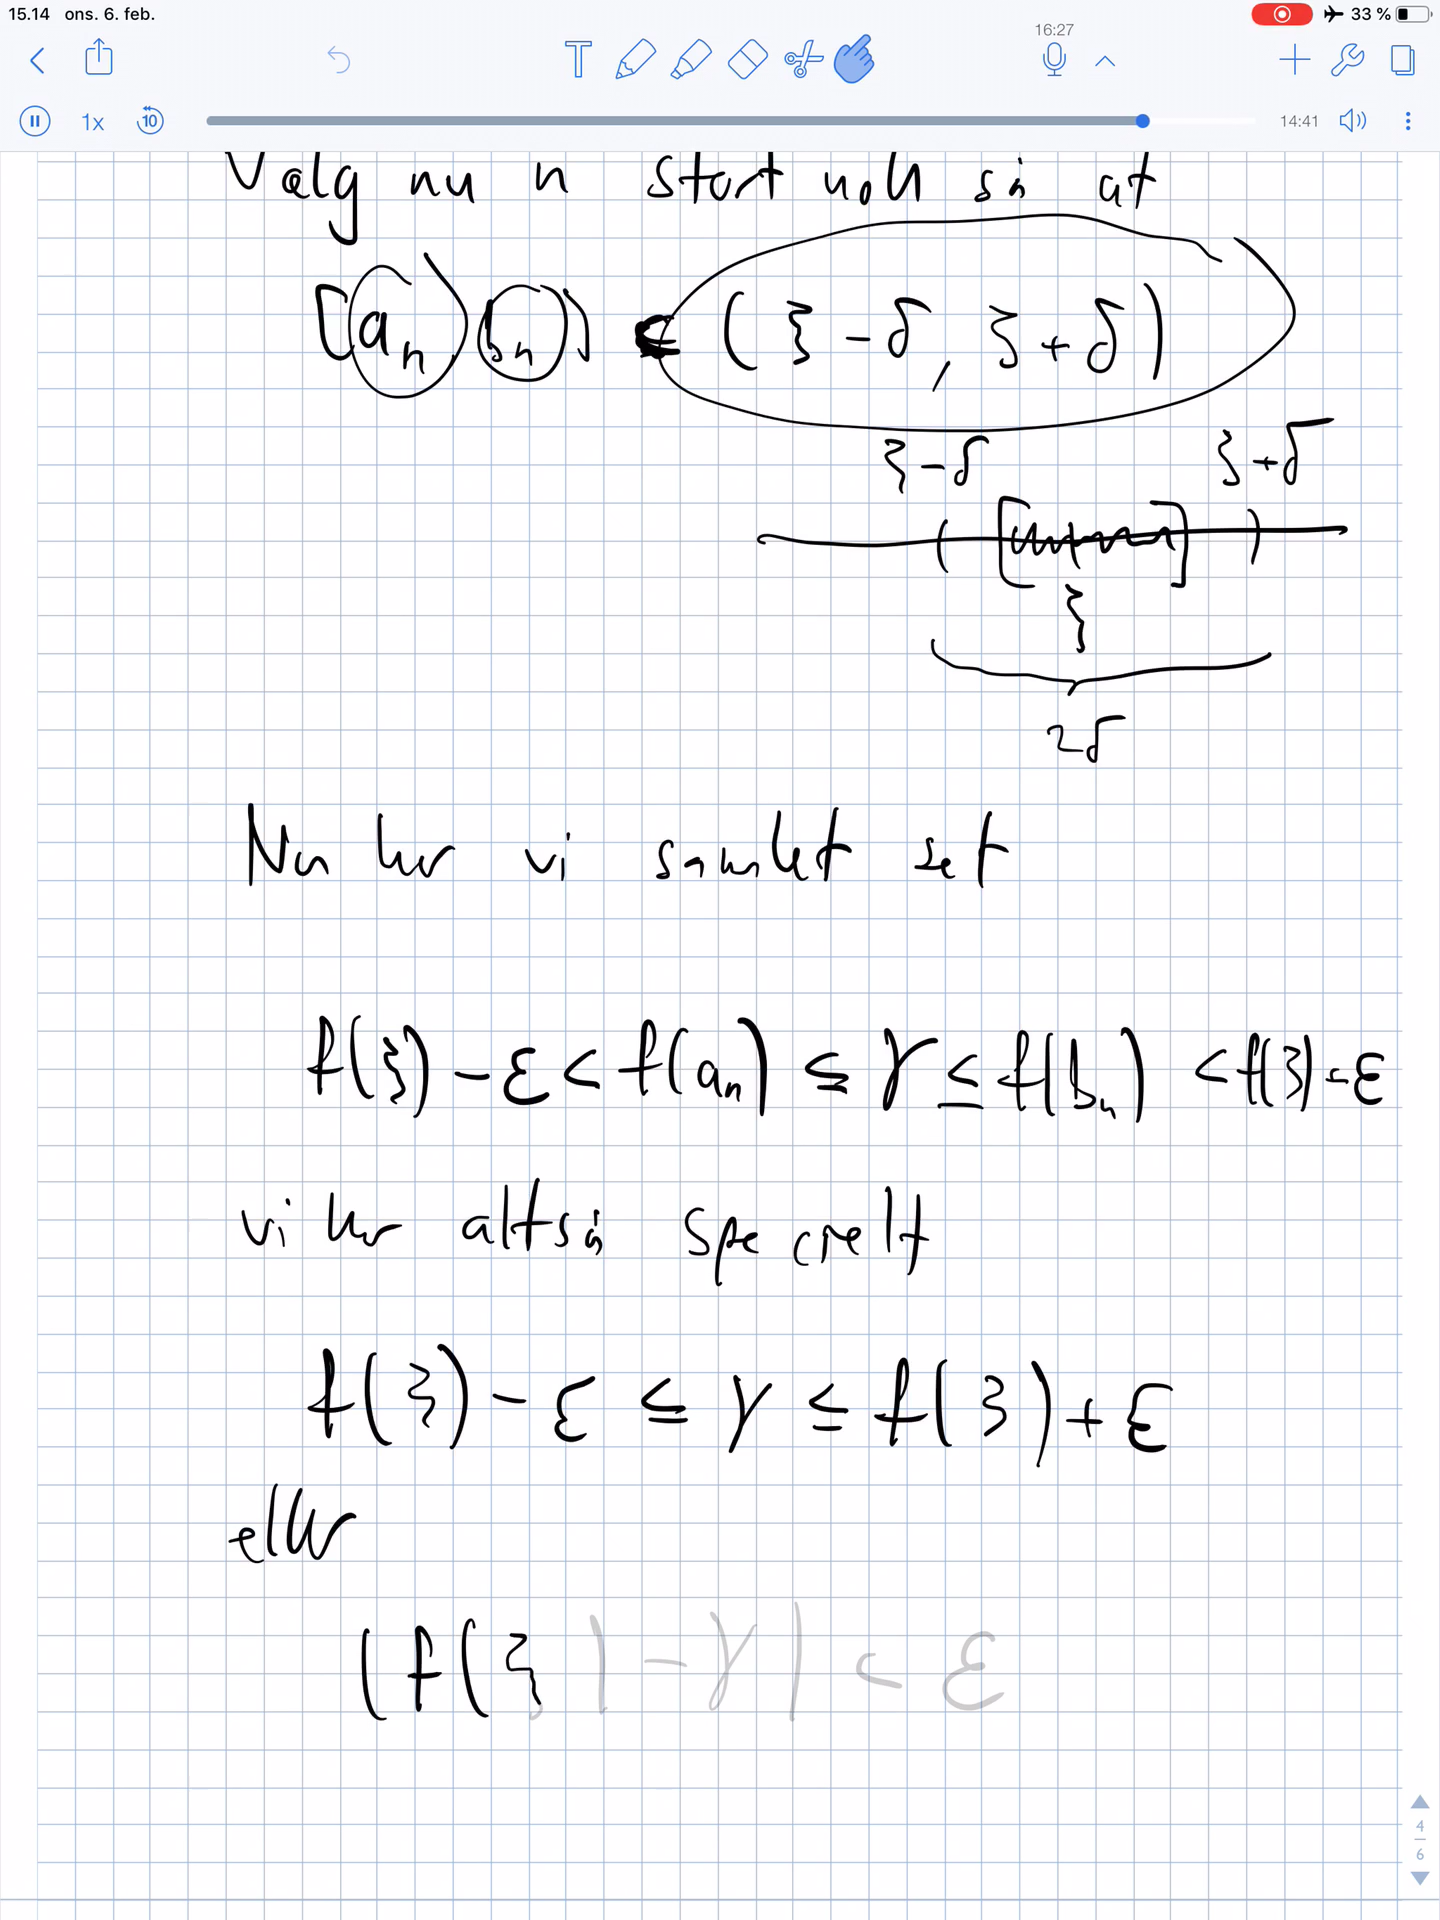 15.14 ons. 6. feb. 33 %
16:27
T
1x 10 14:41
Vælg nu n stort nok så at
[a_n, b_n] ⊆ (ξ - δ, ξ + δ)
ξ - δ ξ + δ
( [ ] )
ξ
2δ
Nu har vi samlet set
f(ξ) - ε < f(a_n) ≤ γ ≤ f(b_n) < f(ξ) + ε
vi har altså specielt
f(ξ) - ε ≤ γ ≤ f(ξ) + ε
eller
|f(ξ) - γ| < ε
4
6